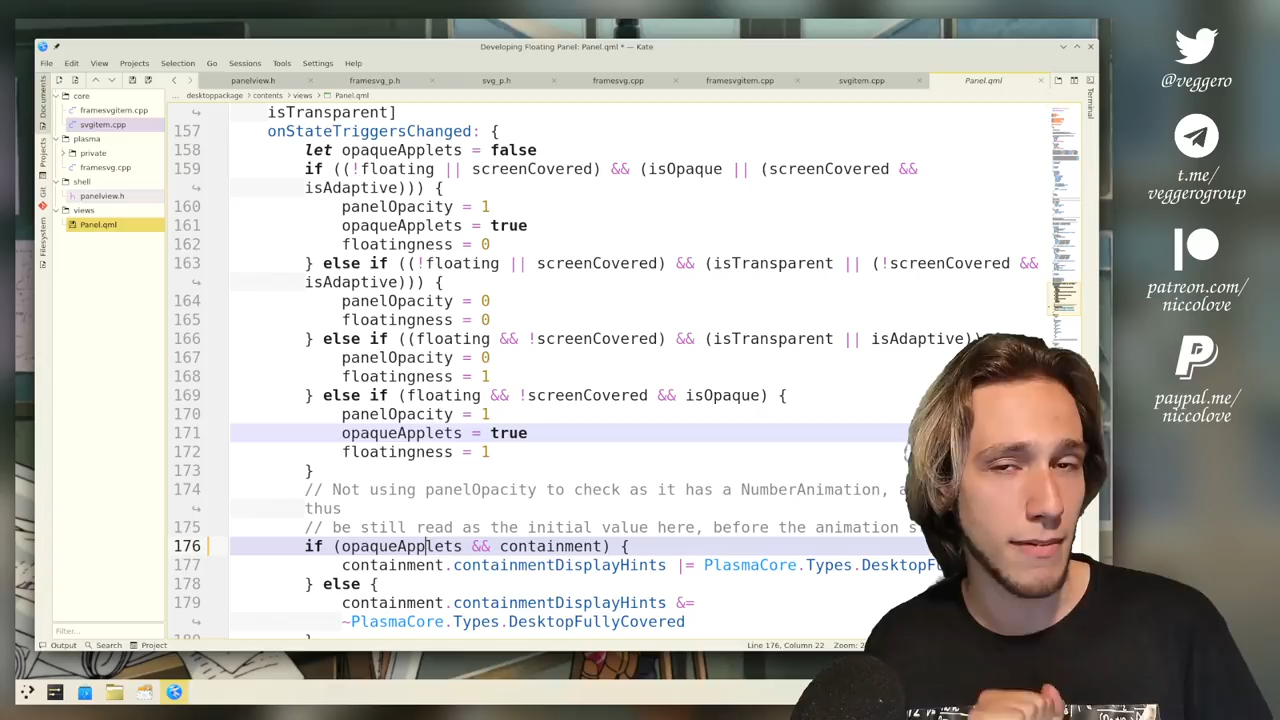 Developing Floating Panel: Panel.qml * — Kate
File Edit View Projects Selection Go Sessions Tools Settings Help
panelview.h framesvg_p.h svg_p.h framesvg.cpp framesvgitem.cpp svgitem.cpp Panel.qml
... desktoppackage › contents › views › Panel.qml
Documents
Projects
Git
Filesystem
Terminal
core
framesvgitem.cpp
svgitem.cpp
plasma
private
framesvg.cpp
shell
panelview.h
views
Panel.qml
Filter...
isTransparent]
157 onStateTriggersChanged: {
158 let opaqueApplets = false
159 if ((!floating || screenCovered) && (isOpaque || (screenCovered &&
isAdaptive))) {
160 panelOpacity = 1
161 opaqueApplets = true
162 floatingness = 0
163 } else if ((!floating || screenCovered) && (isTransparent || (!screenCovered &&
isAdaptive))) {
164 panelOpacity = 0
165 floatingness = 0
166 } else if ((floating && !screenCovered) && (isTransparent || isAdaptive))
167 panelOpacity = 0
168 floatingness = 1
169 } else if (floating && !screenCovered && isOpaque) {
170 panelOpacity = 1
171 opaqueApplets = true
172 floatingness = 1
173 }
174 // Not using panelOpacity to check as it has a NumberAnimation,
thus
175 // be still read as the initial value here, before the animation
176 if (opaqueApplets && containment) {
177 containment.containmentDisplayHints |= PlasmaCore.Types.
178 } else {
179 containment.containmentDisplayHints &=
~PlasmaCore.Types.DesktopFullyCovered
Output Search Project
Line 176, Column 22 Zoom:
@veggero
t.me/
veggerogroup
patreon.com/
niccolove
paypal.me/
niccolove